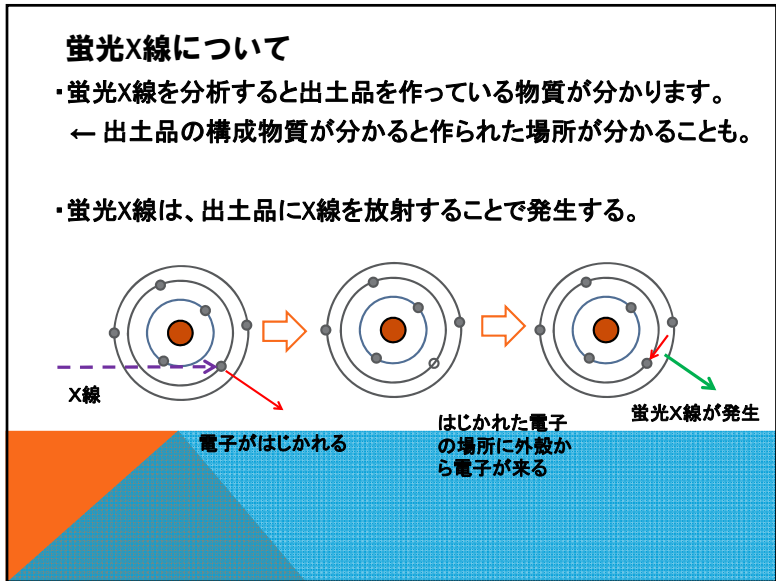 蛍光X線について
・蛍光X線を分析すると出土品を作っている物質が分かります。
← 出土品の構成物質が分かると作られた場所が分かることも。
・蛍光X線は、出土品にX線を放射することで発生する。
X線
電子がはじかれる
はじかれた電子
の場所に外殻か
ら電子が来る
蛍光X線が発生